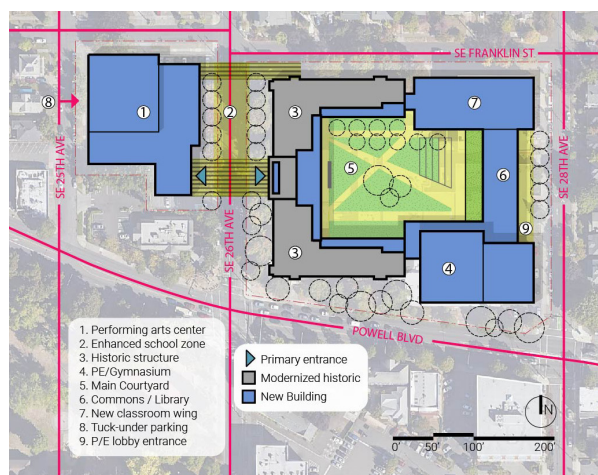 SE FRANKLIN ST.
1
2
3
7
8
5
6
SE 25TH AVE
SE 26TH AVE
SE 28TH AVE
3
4
9
POWELL BLVD
1. Performing arts center
2. Enhanced school zone
3. Historic structure
4. PE/Gymnasium
5. Main Courtyard
6. Commons / Library
7. New classroom wing
8. Tuck-under parking
9. P/E lobby entrance
Primary entrance
Modernized historic
New Building
N
0' 50' 100' 200'